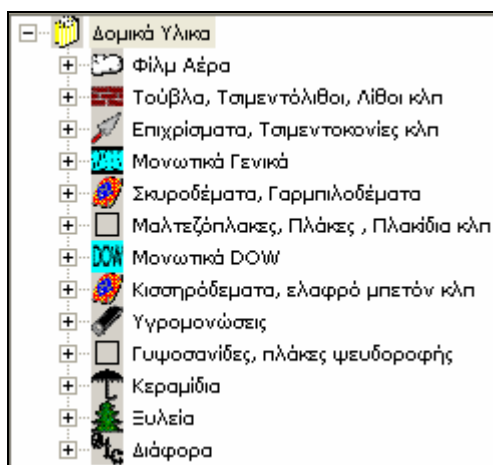 Δομικά Υλικα
Φίλμ Αέρα
Τούβλα, Τσιμεντόλιθοι, Λίθοι κλπ
Επιχρίσματα, Τσιμεντοκονίες κλπ
Μονωτικά Γενικά
Σκυροδέματα, Γαρμπιλοδέματα
Μαλτεζόπλακες, Πλάκες , Πλακίδια κλπ
DOW Μονωτικά DOW
Κισσηρόδεματα, ελαφρό μπετόν κλπ
Υγρομονώσεις
Γυψοσανίδες, πλάκες ψευδοροφής
Κεραμίδια
Ξυλεία
etc Διάφορα